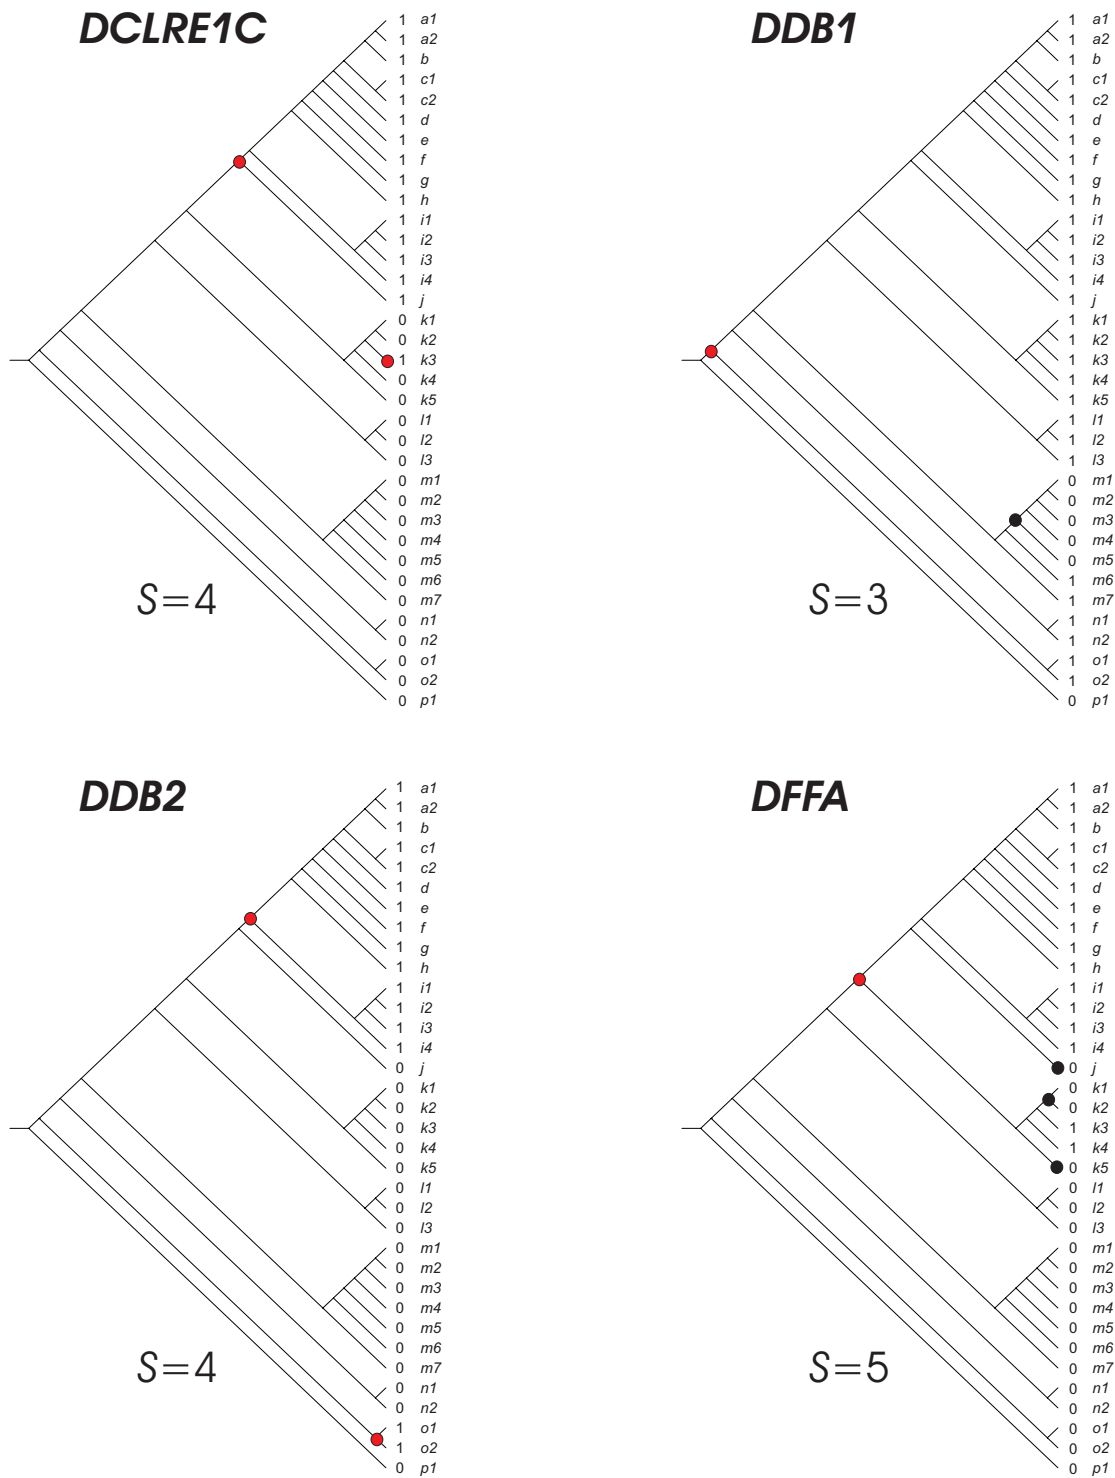 DCLRE1C
1 a1
1 a2
1 b
1 c1
1 c2
1 d
1 e
1 f
1 g
1 h
1 i1
1 i2
1 i3
1 i4
1 j
0 k1
0 k2
1 k3
0 k4
0 k5
0 l1
0 l2
0 l3
0 m1
0 m2
0 m3
0 m4
0 m5
0 m6
0 m7
0 n1
0 n2
0 o1
0 o2
0 p1
S=4
DDB1
1 a1
1 a2
1 b
1 c1
1 c2
1 d
1 e
1 f
1 g
1 h
1 i1
1 i2
1 i3
1 i4
1 j
1 k1
1 k2
1 k3
1 k4
1 k5
1 l1
1 l2
1 l3
0 m1
0 m2
0 m3
0 m4
0 m5
1 m6
1 m7
1 n1
1 n2
1 o1
1 o2
0 p1
S=3
DDB2
1 a1
1 a2
1 b
1 c1
1 c2
1 d
1 e
1 f
1 g
1 h
1 i1
1 i2
1 i3
1 i4
0 j
0 k1
0 k2
0 k3
0 k4
0 k5
0 l1
0 l2
0 l3
0 m1
0 m2
0 m3
0 m4
0 m5
0 m6
0 m7
0 n1
0 n2
1 o1
1 o2
0 p1
S=4
DFFA
1 a1
1 a2
1 b
1 c1
1 c2
1 d
1 e
1 f
1 g
1 h
1 i1
1 i2
1 i3
1 i4
0 j
0 k1
0 k2
1 k3
1 k4
0 k5
0 l1
0 l2
0 l3
0 m1
0 m2
0 m3
0 m4
0 m5
0 m6
0 m7
0 n1
0 n2
0 o1
0 o2
0 p1
S=5